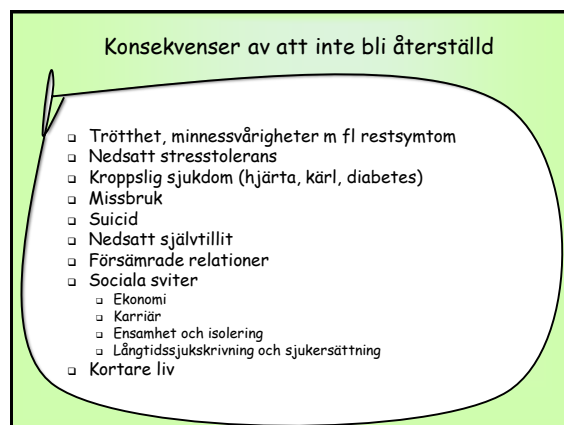 Konsekvenser av att inte bli återställd
Trötthet, minnessvårigheter m fl restsymtom
Nedsatt stresstolerans
Kroppslig sjukdom (hjärta, kärl, diabetes)
Missbruk
Suicid
Nedsatt självtillit
Försämrade relationer
Sociala sviter
Ekonomi
Karriär
Ensamhet och isolering
Långtidssjukskrivning och sjukersättning
Kortare liv